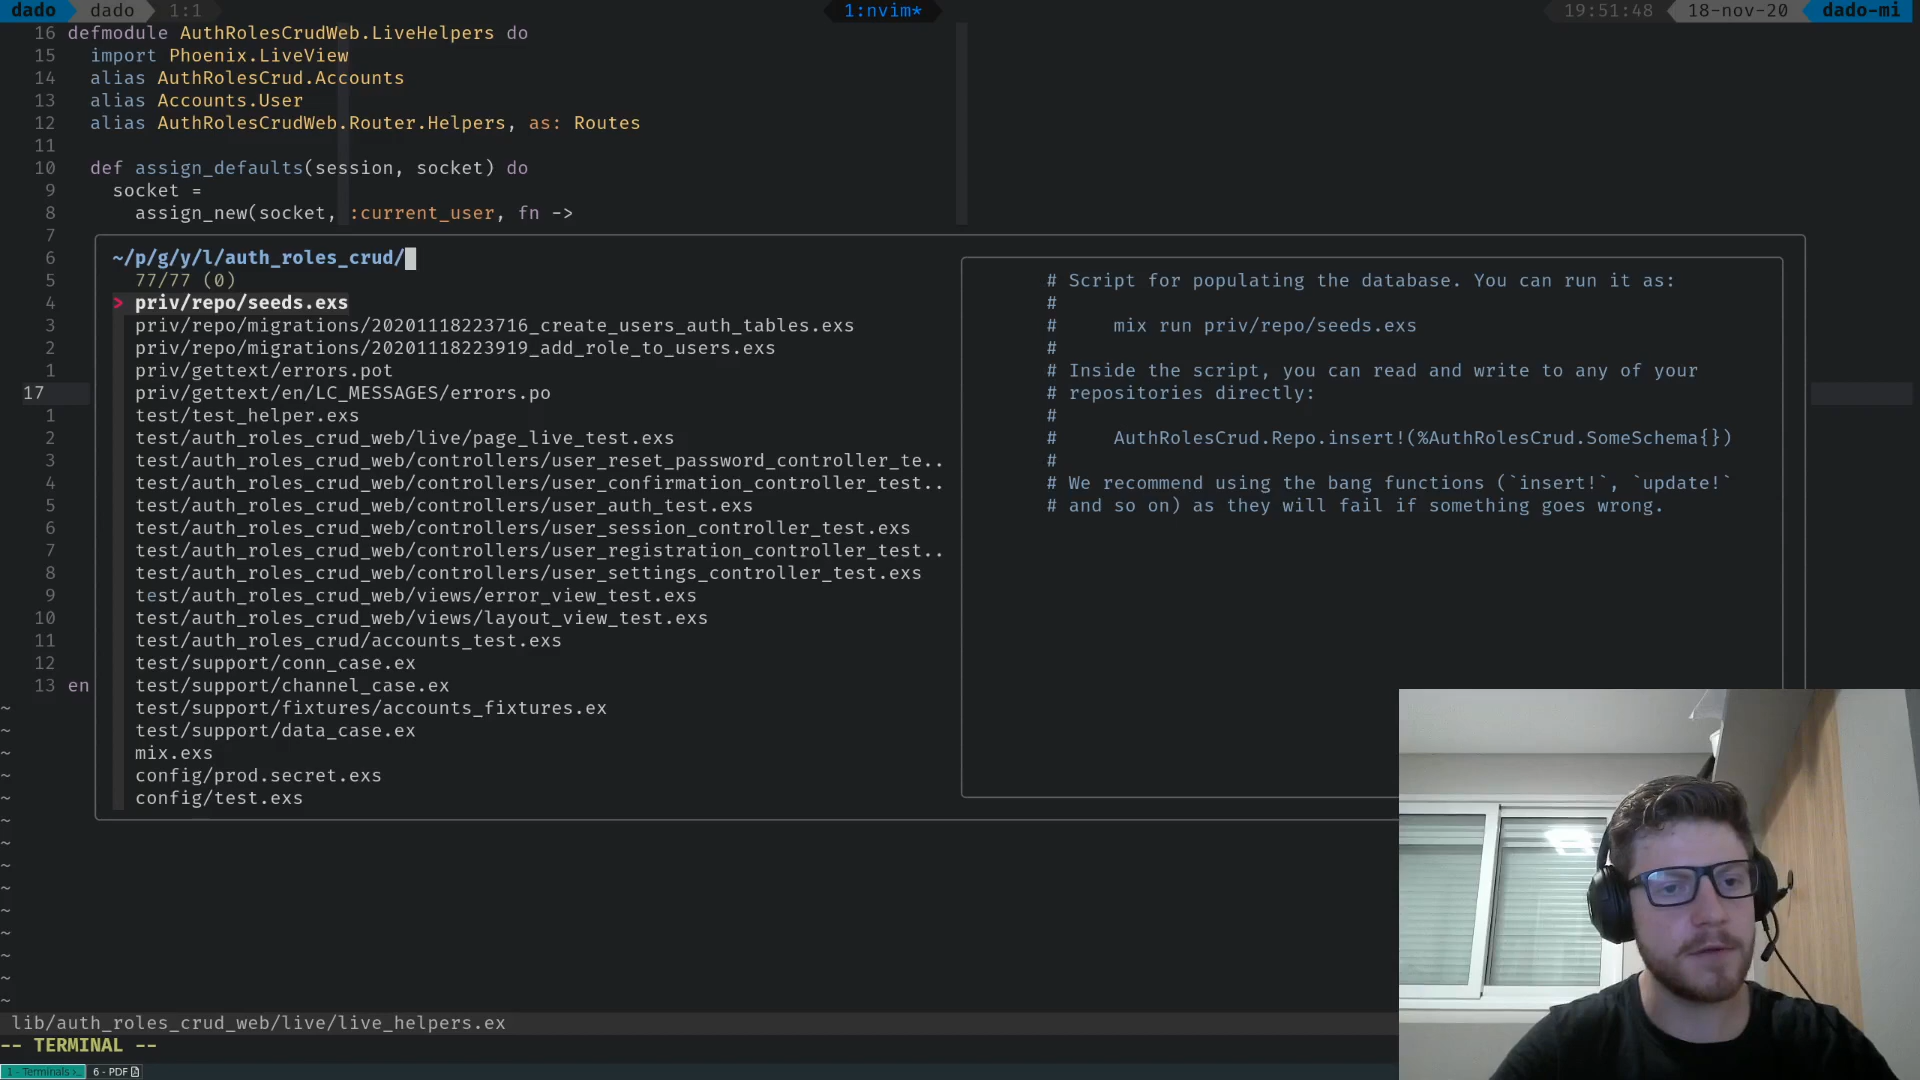 dado dado 1:1 1:nvim* 19:51:48 18-nov-20 dado-mi
16 defmodule AuthRolesCrudWeb.LiveHelpers do
15 import Phoenix.LiveView
14 alias AuthRolesCrud.Accounts
13 alias Accounts.User
12 alias AuthRolesCrudWeb.Router.Helpers, as: Routes
11
10 def assign_defaults(session, socket) do
9 socket =
8 assign_new(socket, :current_user, fn ->
7
6 ~/p/g/y/l/auth_roles_crud/
5 77/77 (0) # Script for populating the database. You can run it as:
4 > priv/repo/seeds.exs #
3 priv/repo/migrations/20201118223716_create_users_auth_tables.exs # mix run priv/repo/seeds.exs
2 priv/repo/migrations/20201118223919_add_role_to_users.exs #
1 priv/gettext/errors.pot # Inside the script, you can read and write to any of your
17 priv/gettext/en/LC_MESSAGES/errors.po # repositories directly:
1 test/test_helper.exs #
2 test/auth_roles_crud_web/live/page_live_test.exs # AuthRolesCrud.Repo.insert!(%AuthRolesCrud.SomeSchema{})
3 test/auth_roles_crud_web/controllers/user_reset_password_controller_te.. #
4 test/auth_roles_crud_web/controllers/user_confirmation_controller_test.. # We recommend using the bang functions (`insert!`, `update!`
5 test/auth_roles_crud_web/controllers/user_auth_test.exs # and so on) as they will fail if something goes wrong.
6 test/auth_roles_crud_web/controllers/user_session_controller_test.exs
7 test/auth_roles_crud_web/controllers/user_registration_controller_test..
8 test/auth_roles_crud_web/controllers/user_settings_controller_test.exs
9 test/auth_roles_crud_web/views/error_view_test.exs
10 test/auth_roles_crud_web/views/layout_view_test.exs
11 test/auth_roles_crud/accounts_test.exs
12 test/support/conn_case.ex
13 en test/support/channel_case.ex
~ test/support/fixtures/accounts_fixtures.ex
~ test/support/data_case.ex
~ mix.exs
~ config/prod.secret.exs
~ config/test.exs
~
~
~
~
~
~
~
~
~
lib/auth_roles_crud_web/live/live_helpers.ex
-- TERMINAL --
1 - Terminals 6 - PDF